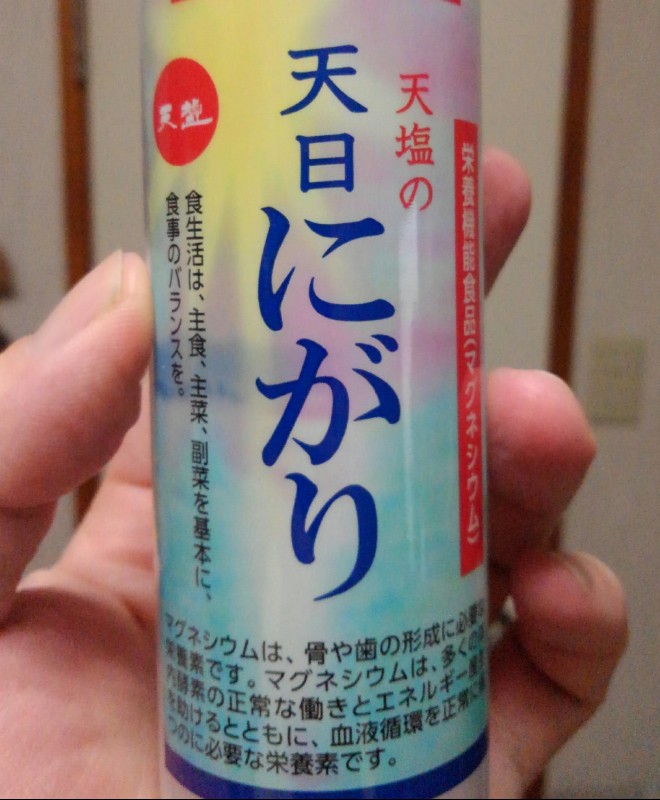 栄養機能食品(マグネシウム)
天塩の
天日にがり
天塩
食生活は、主食、主菜、副菜を基本に、
食事のバランスを。
マグネシウムは、骨や歯の形成に必要な
栄養素です。マグネシウムは、多くの体
内酵素の正常な働きとエネルギー産生
を助けるとともに、血液循環を正常に
つのに必要な栄養素です。